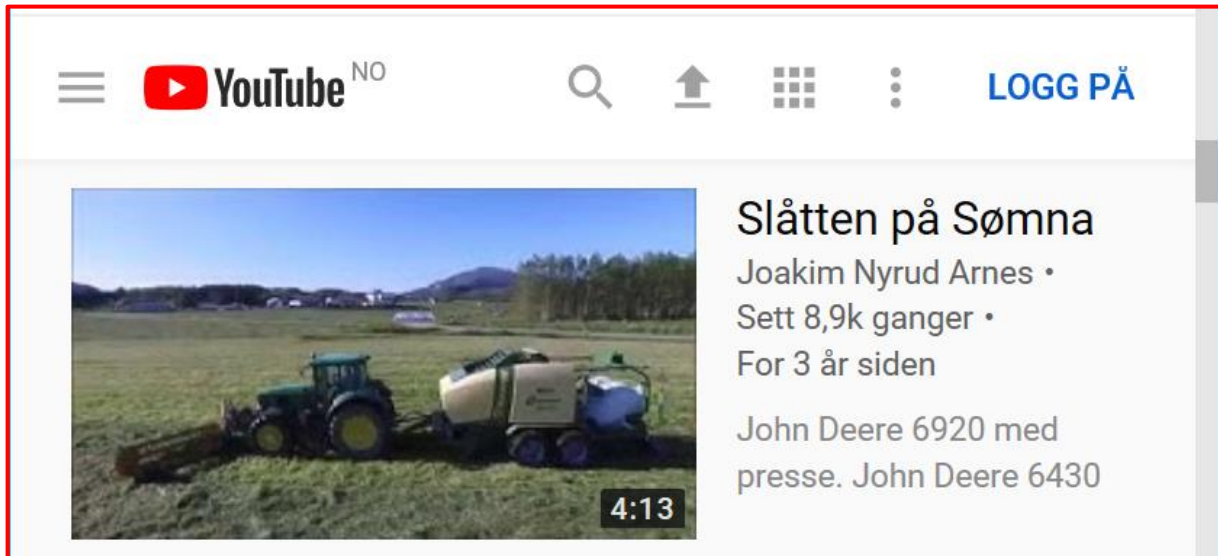 YouTube NO
LOGG PÅ
Slåtten på Sømna
Joakim Nyrud Arnes •
Sett 8,9k ganger •
For 3 år siden
John Deere 6920 med
presse. John Deere 6430
4:13